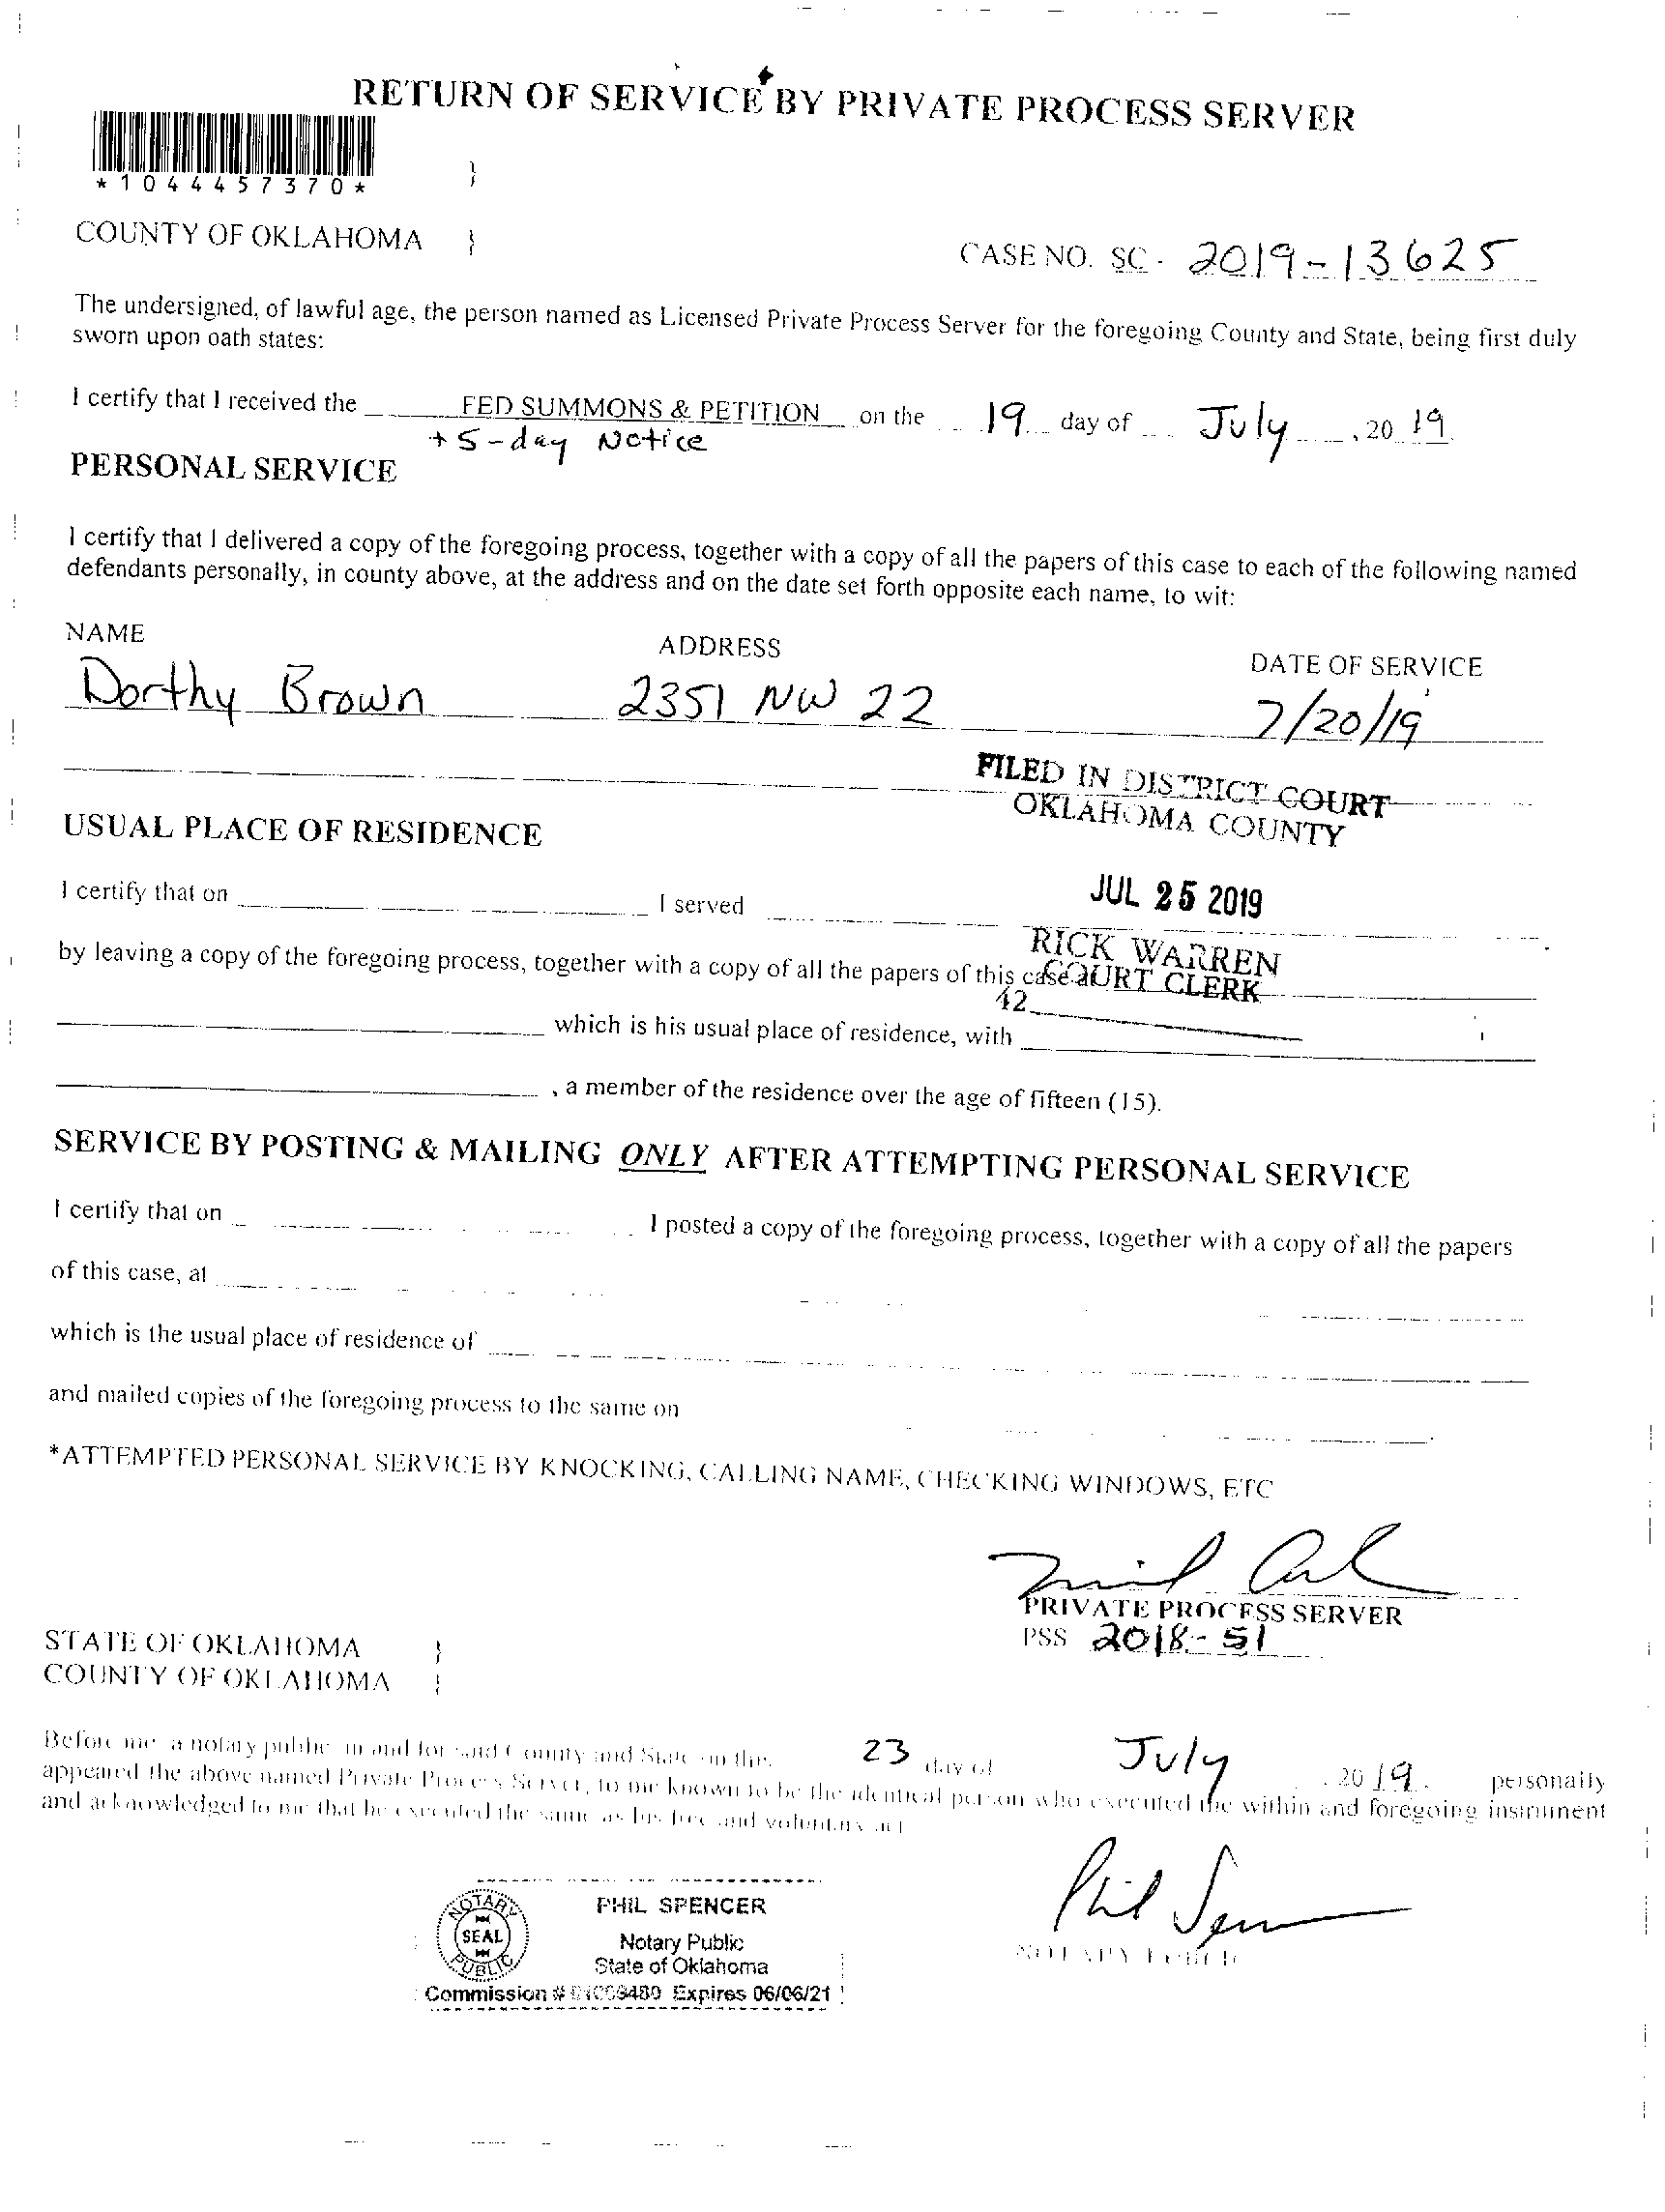 RETURN OF SERVICE BY PRIVATE PROCESS SERVER
*1044457370* }
COUNTY OF OKLAHOMA }
CASE NO. SC - 2019-13625
The undersigned, of lawful age, the person named as Licensed Private Process Server for the foregoing County and State, being first duly
sworn upon oath states:
I certify that I received the FED SUMMONS & PETITION on the 19 day of July, 20 19
+ 5-day Notice
PERSONAL SERVICE
I certify that I delivered a copy of the foregoing process, together with a copy of all the papers of this case to each of the following named
defendants personally, in county above, at the address and on the date set forth opposite each name, to wit:
NAME ADDRESS DATE OF SERVICE
Dorthy Brown 2351 NW 22 7/20/19
FILED IN DISTRICT COURT
OKLAHOMA COUNTY
USUAL PLACE OF RESIDENCE
JUL 25 2019
I certify that on I served
RICK WARREN
by leaving a copy of the foregoing process, together with a copy of all the papers of this case at
COURT CLERK
42
which is his usual place of residence, with
, a member of the residence over the age of fifteen (15).
SERVICE BY POSTING & MAILING ONLY AFTER ATTEMPTING PERSONAL SERVICE
I certify that on I posted a copy of the foregoing process, together with a copy of all the papers
of this case, at
which is the usual place of residence of
and mailed copies of the foregoing process to the same on
*ATTEMPTED PERSONAL SERVICE BY KNOCKING, CALLING NAME, CHECKING WINDOWS, ETC
PRIVATE PROCESS SERVER
PSS 2018-51
STATE OF OKLAHOMA }
COUNTY OF OKLAHOMA }
Before me a notary public in and for said County and State on this 23 day of July, 20 19. personally
appeared the above named Private Process Server, to me known to be the identical person who executed the within and foregoing instrument
and acknowledged to me that he executed the same as his free and voluntary act
Phil Spencer
NOTARY PUBLIC
NOTARY SEAL PUBLIC
PHIL SPENCER
Notary Public
State of Oklahoma
Commission # Expires 06/06/21